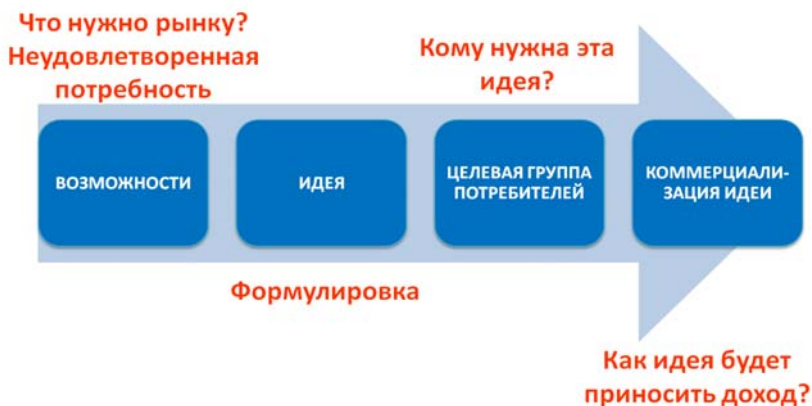 Что нужно рынку?
Неудовлетворенная
потребность
Кому нужна эта
идея?
ВОЗМОЖНОСТИ
ИДЕЯ
ЦЕЛЕВАЯ ГРУППА
ПОТРЕБИТЕЛЕЙ
КОММЕРЦИАЛИ-
ЗАЦИЯ ИДЕИ
Формулировка
Как идея будет
приносить доход?